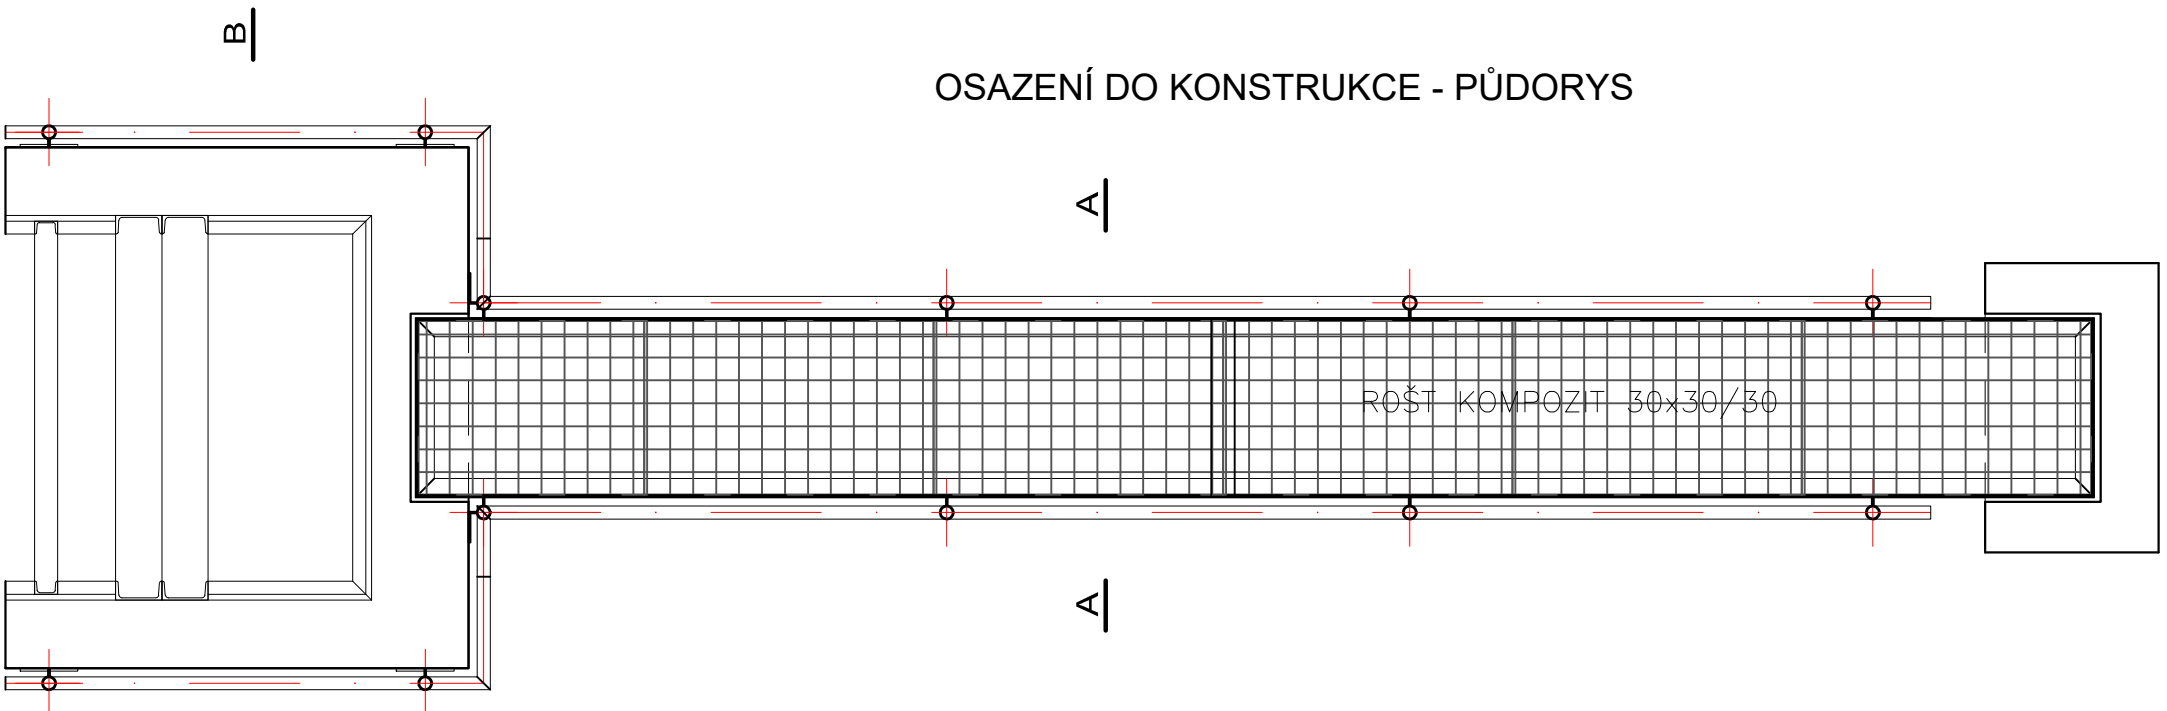 B
OSAZENÍ DO KONSTRUKCE - PŮDORYS
A
ROŠT KOMPOZIT 30x30/30
A